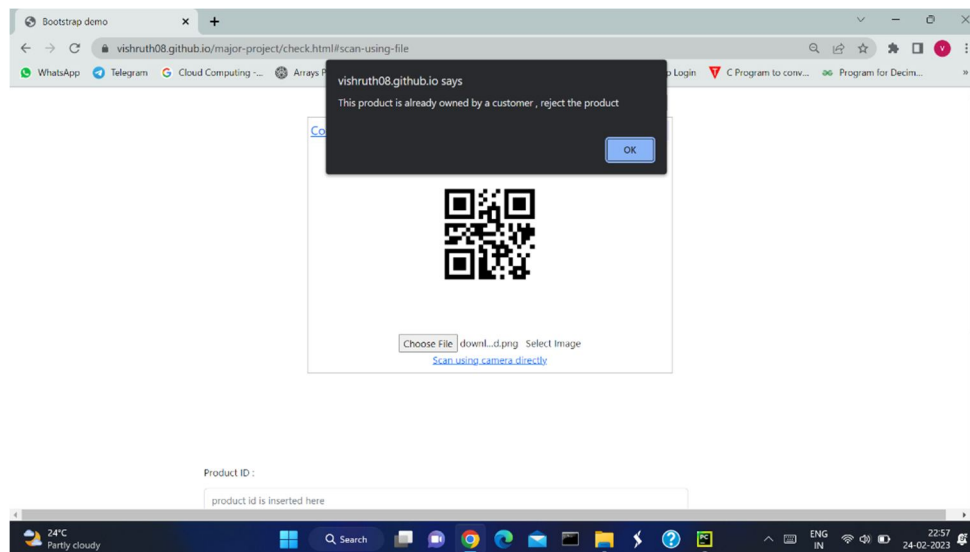 Bootstrap demo
vishruth08.github.io/major-project/check.html#scan-using-file
V
WhatsApp
Telegram
Cloud Computing -...
Arrays
Login
C Program to conv...
Program for Decim...
vishruth08.github.io says
This product is already owned by a customer , reject the product
OK
Co
Choose File downl...d.png Select Image
Scan using camera directly
Product ID :
product id is inserted here
24°C
Partly cloudy
Search
ENG
IN
22:57
24-02-2023